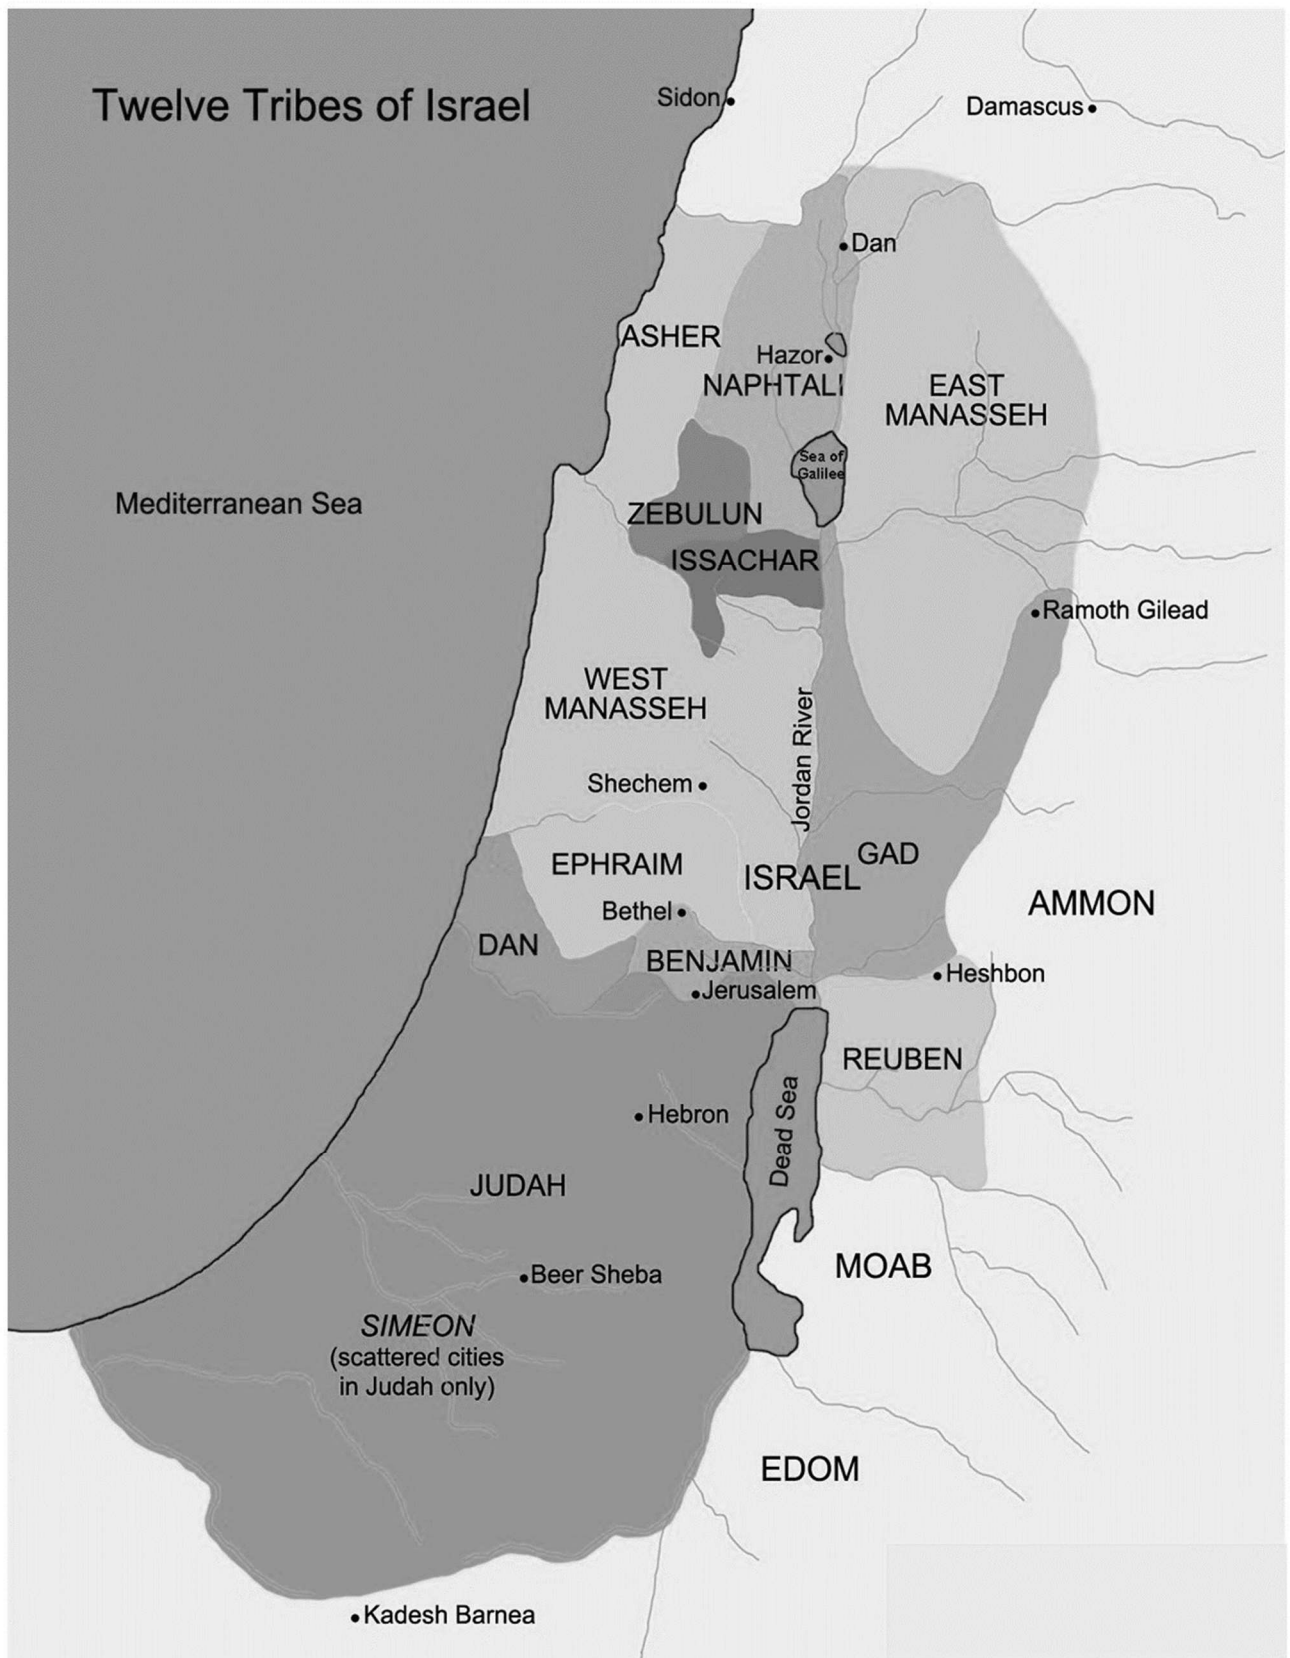 Twelve Tribes of Israel
Sidon
Damascus
Dan
ASHER
Hazor
NAPHTALI
EAST
MANASSEH
Sea of
Galilee
Mediterranean Sea
ZEBULUN
ISSACHAR
Ramoth Gilead
WEST
MANASSEH
Jordan River
Shechem
EPHRAIM
ISRAEL
GAD
AMMON
Bethel
DAN
BENJAMIN
Heshbon
Jerusalem
REUBEN
Dead Sea
Hebron
JUDAH
MOAB
Beer Sheba
SIMEON
(scattered cities
in Judah only)
EDOM
Kadesh Barnea